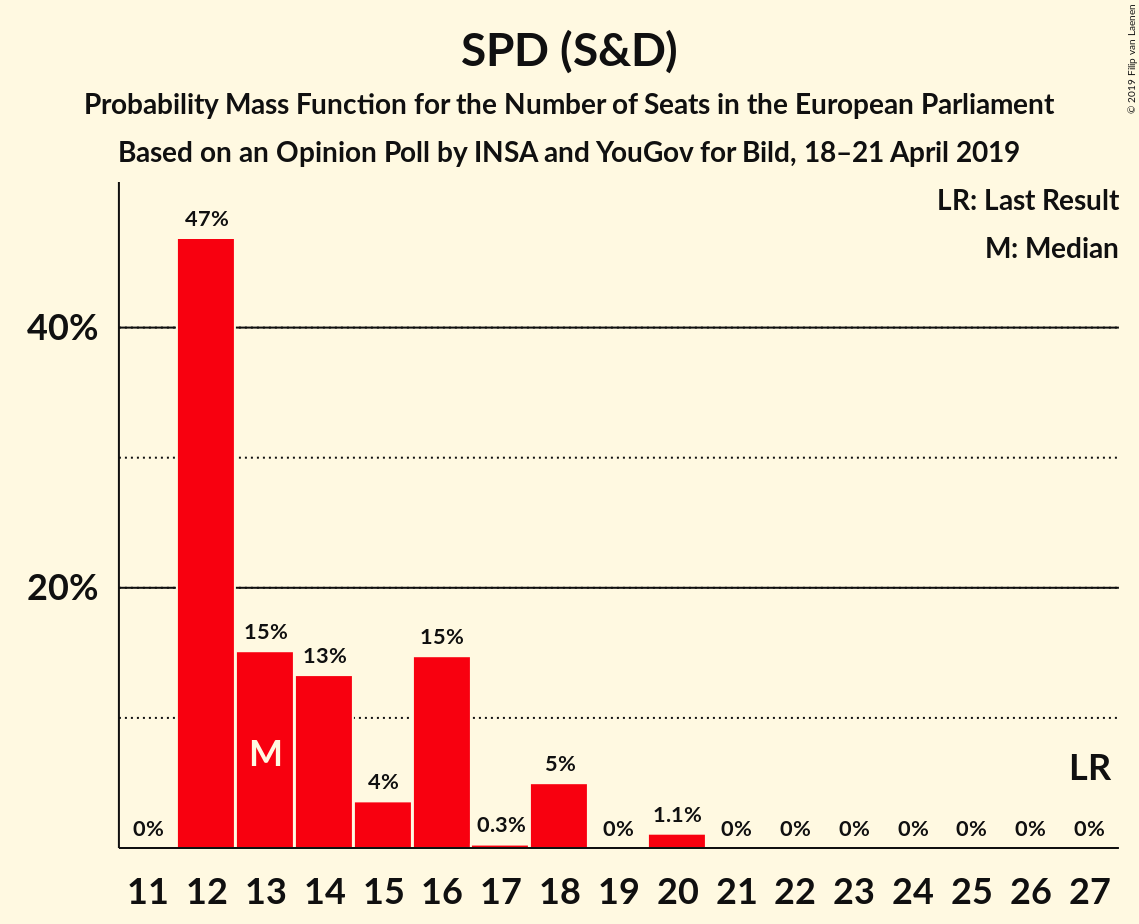 SPD (S&D)
Probability Mass Function for the Number of Seats in the European Parliament
Based on an Opinion Poll by INSA and YouGov for Bild, 18–21 April 2019
© 2019 Filip van Laenen
LR: Last Result
M: Median
40%
20%
0% 47% 15% 13% 4% 15% 0.3% 5% 0% 1.1% 0% 0% 0% 0% 0% 0% 0%
M
LR
11 12 13 14 15 16 17 18 19 20 21 22 23 24 25 26 27